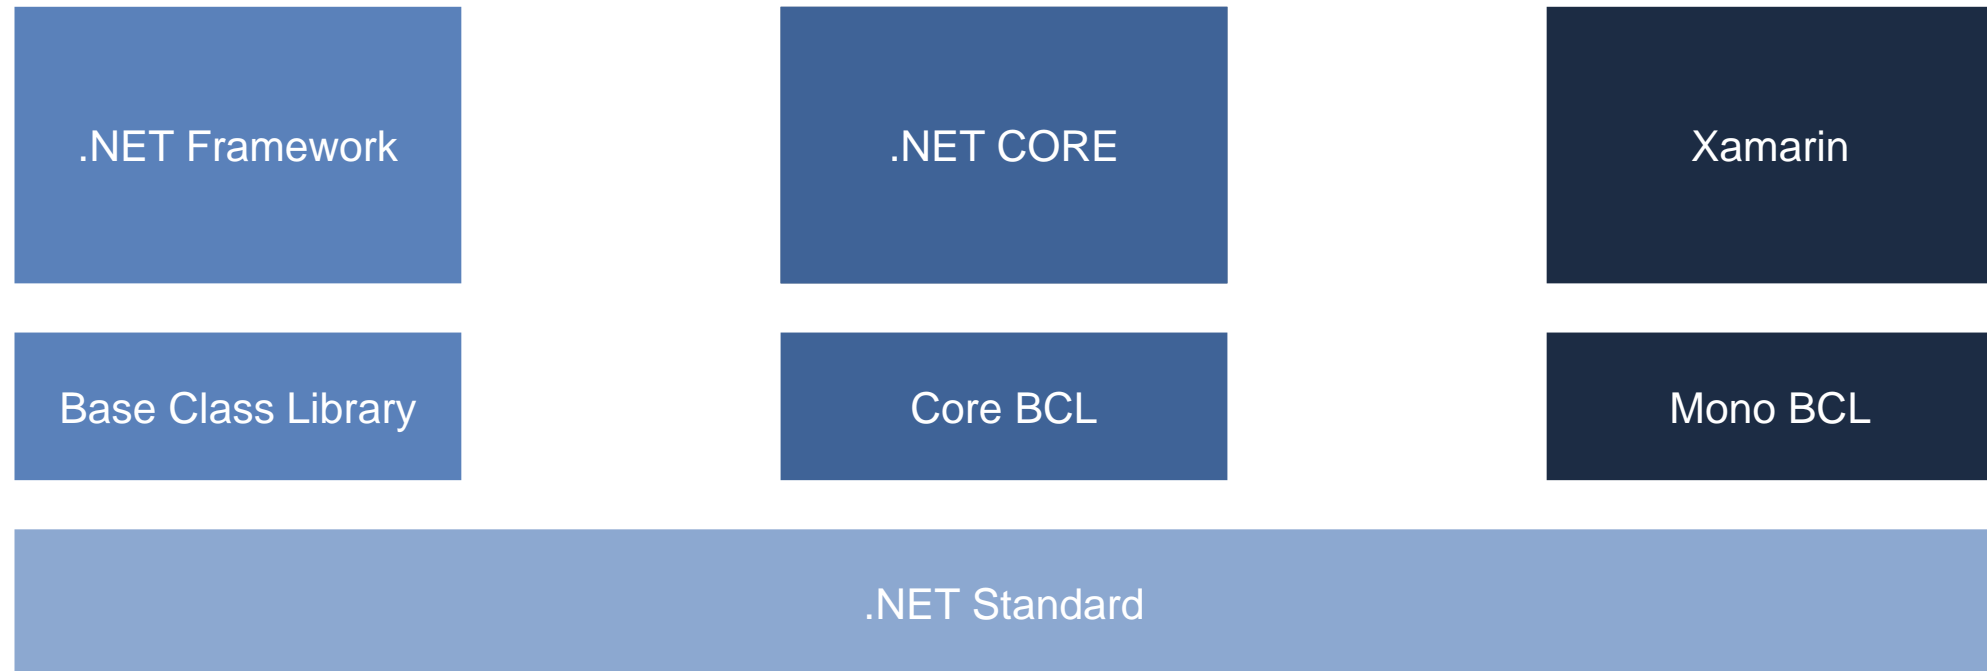 .NET Framework
.NET CORE
Xamarin
Base Class Library
Core BCL
Mono BCL
.NET Standard